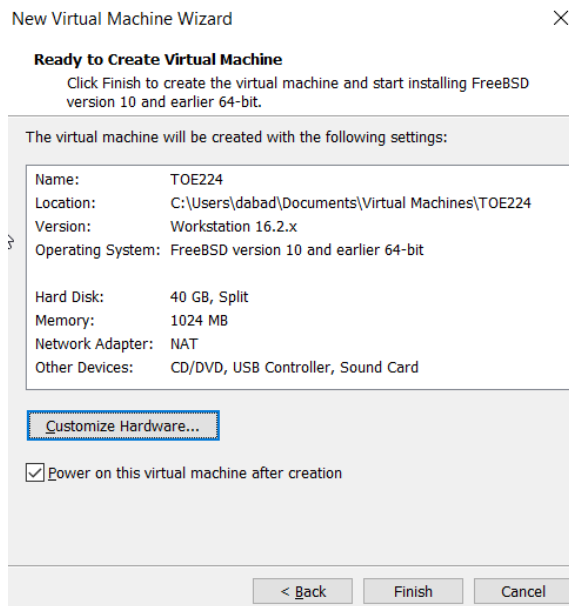 New Virtual Machine Wizard
Ready to Create Virtual Machine
Click Finish to create the virtual machine and start installing FreeBSD
version 10 and earlier 64-bit.
The virtual machine will be created with the following settings:
Name: TOE224
Location: C:\Users\dabad\Documents\Virtual Machines\TOE224
Version: Workstation 16.2.x
Operating System: FreeBSD version 10 and earlier 64-bit
Hard Disk: 40 GB, Split
Memory: 1024 MB
Network Adapter: NAT
Other Devices: CD/DVD, USB Controller, Sound Card
Customize Hardware...
Power on this virtual machine after creation
< Back Finish Cancel